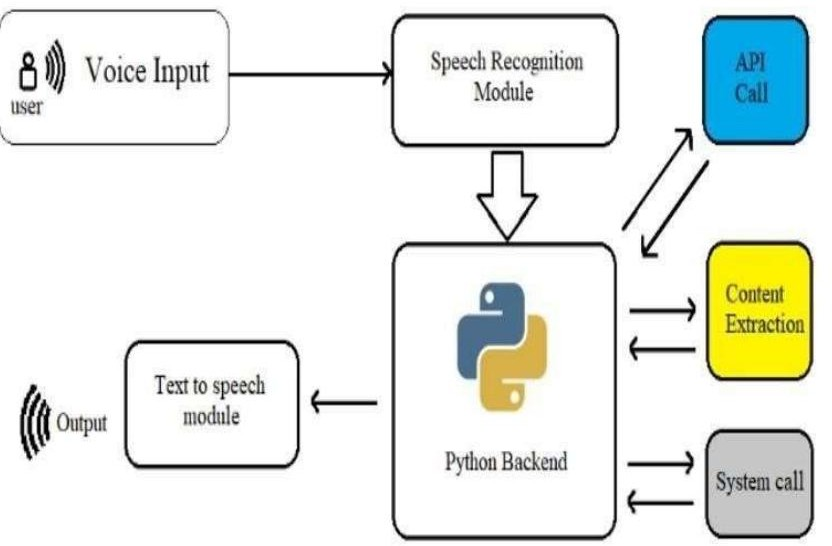 Voice Input
user
Speech Recognition
Module
API
Call
Content
Extraction
Text to speech
module
Output
Python Backend
System call